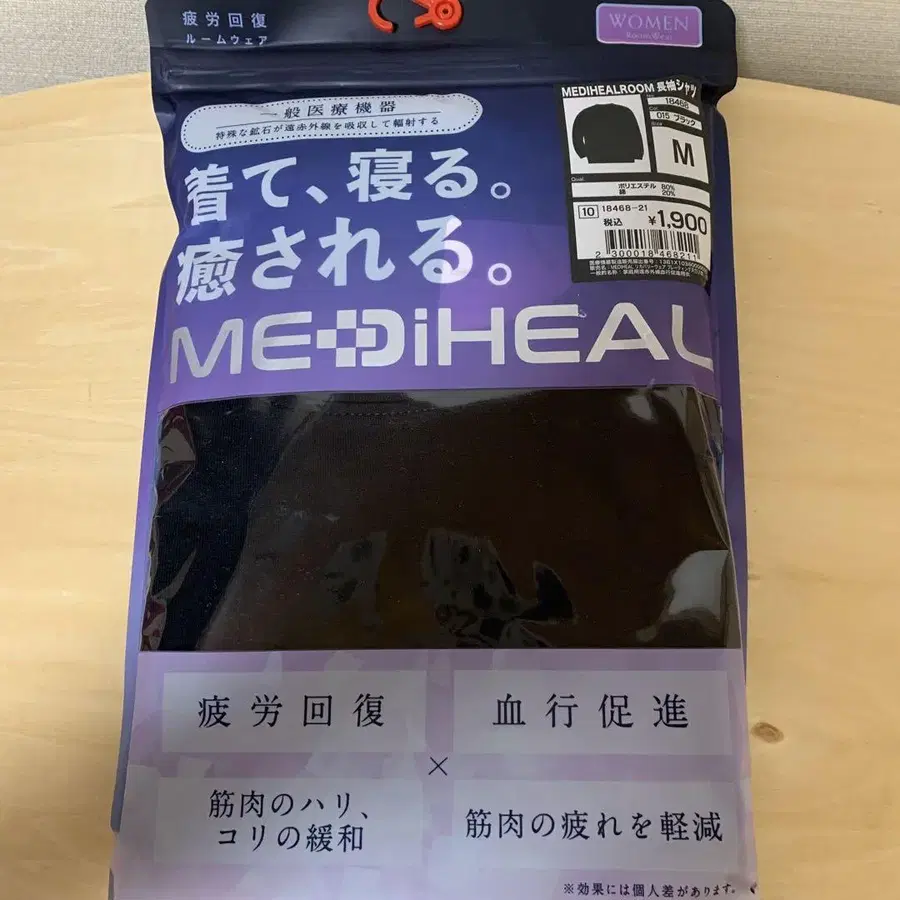 疲労回復
ルームウェア
WOMEN
RoomWear
一般医療機器
特殊な鉱石が遠赤外線を吸収して輻射する
着て、寝る。
癒される。
MEDiHEAL
MEDIHEALROOM 長袖シャツ
18468
015 ブラック
M
ポリエステル 80%
綿 20%
10 18468-21
税込 ¥1,900
2 300018 468211
疲労回復
血行促進
×
筋肉のハリ、
コリの緩和
筋肉の疲れを軽減
※効果には個人差があります。